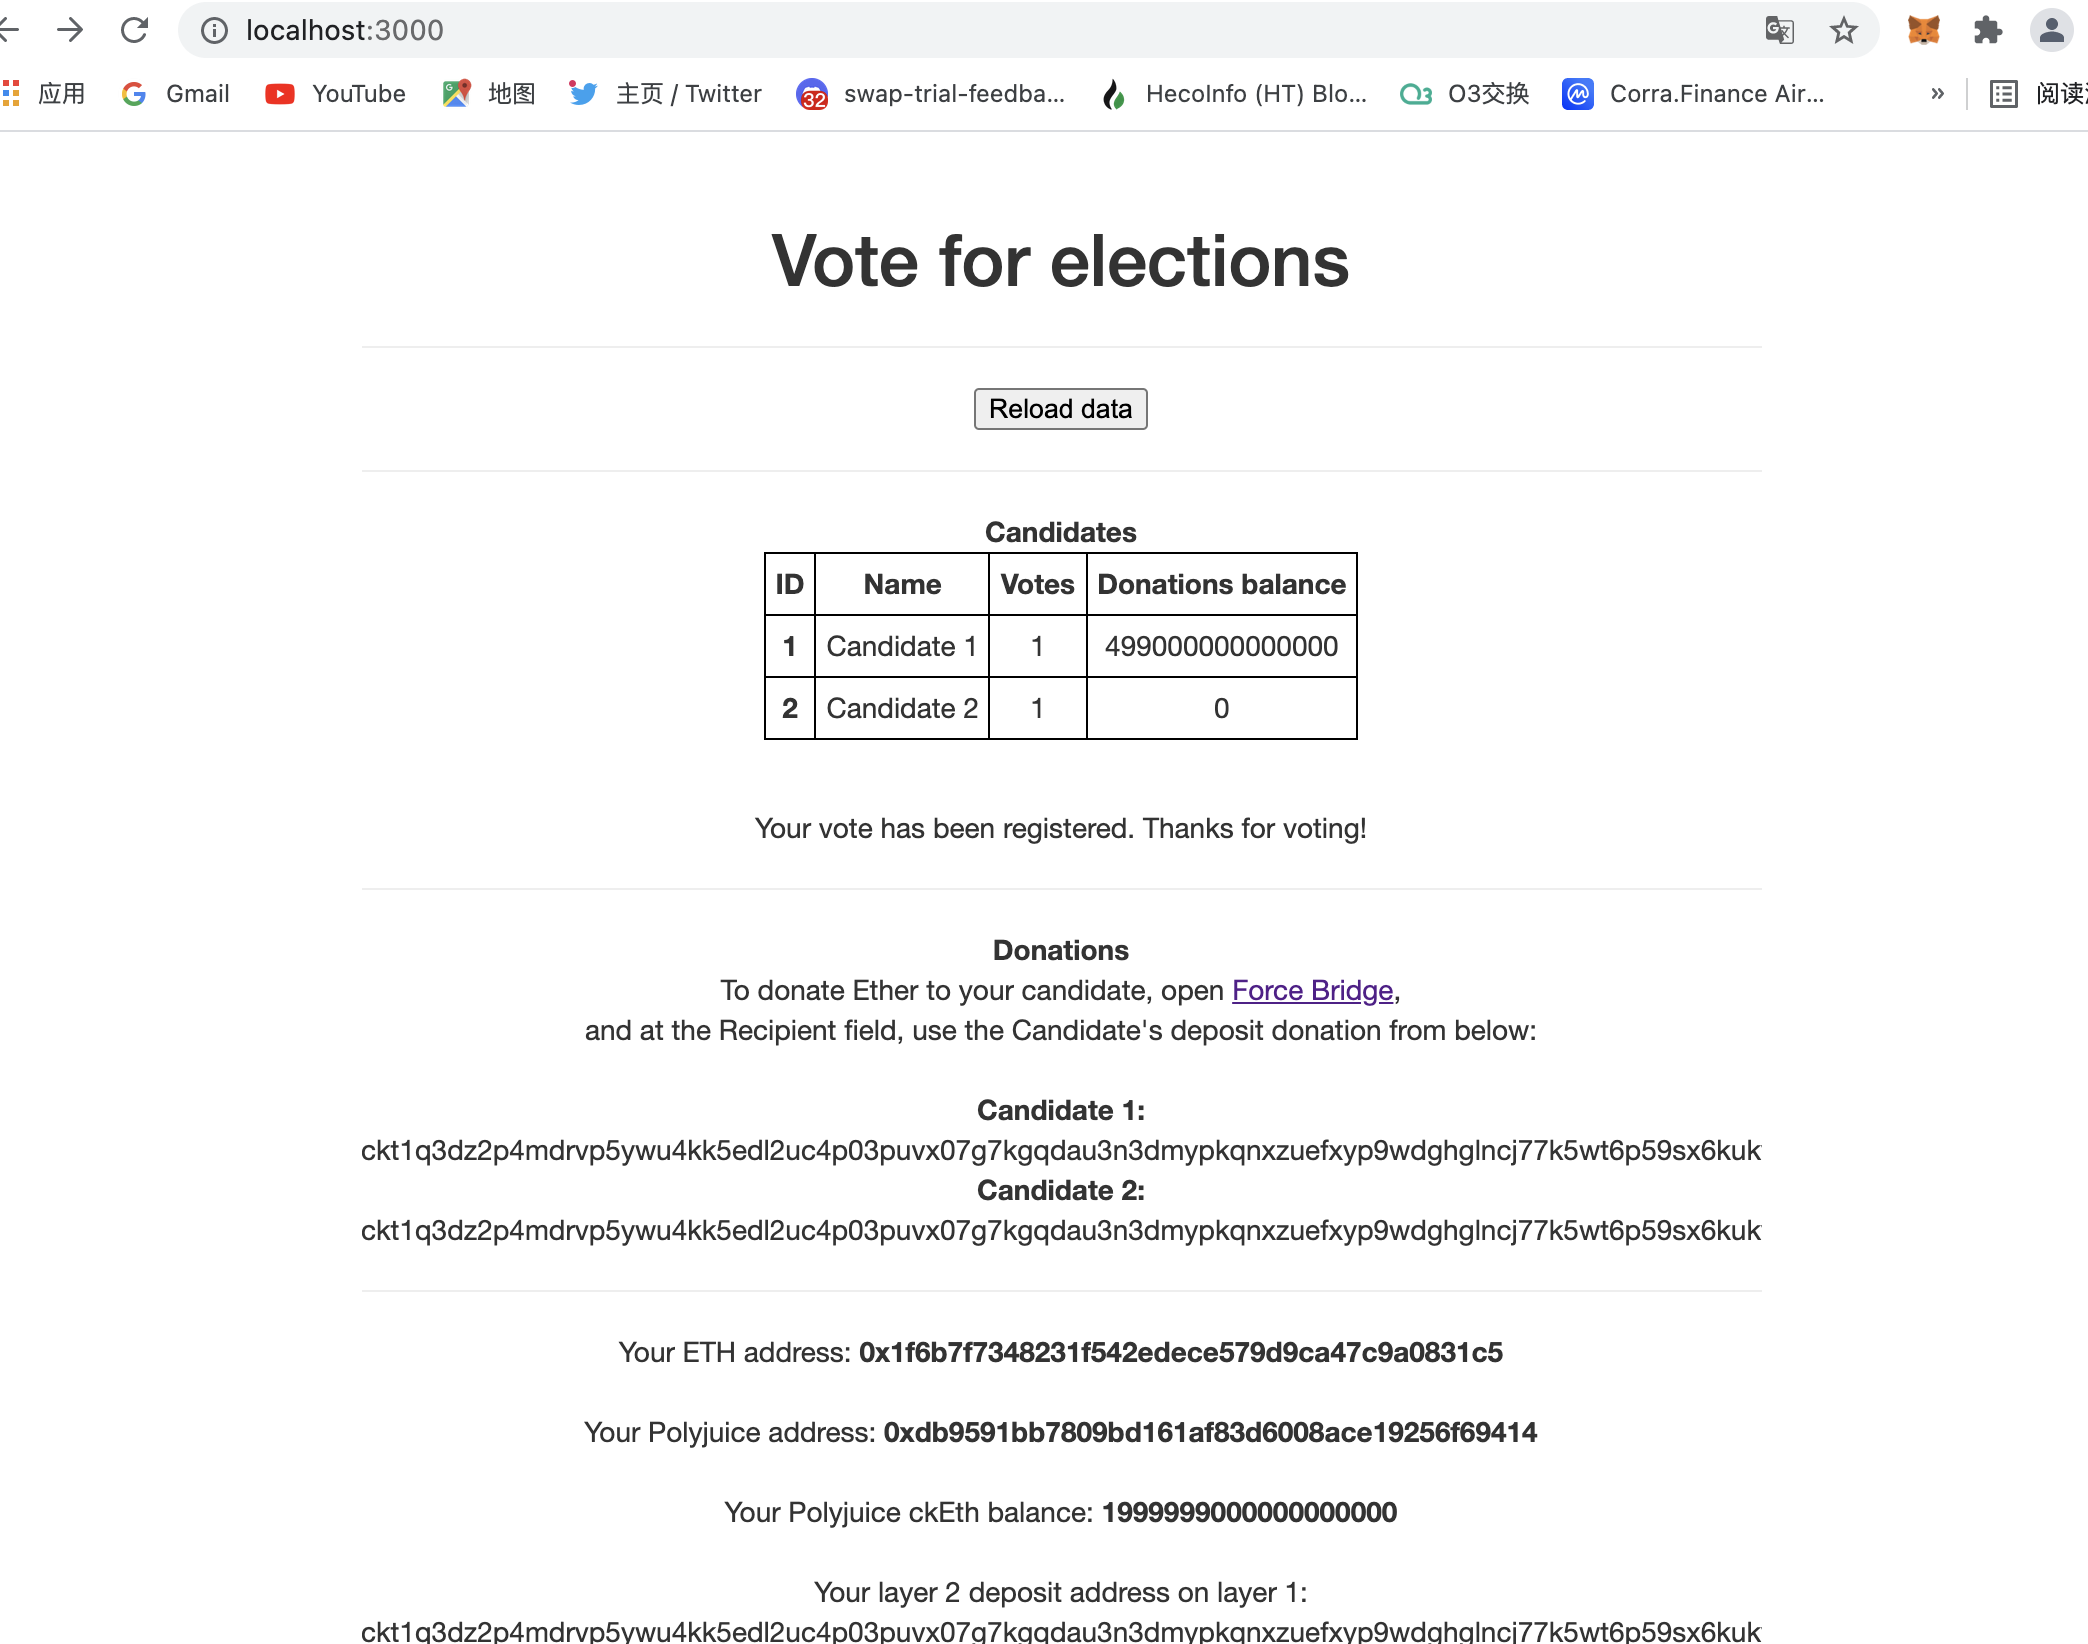 localhost:3000
应用 Gmail YouTube 地图 主页 / Twitter 32 swap-trial-feedba... HecoInfo (HT) Blo... O3交换 Corra.Finance Air... » 阅读
Vote for elections
Reload data
Candidates
ID Name Votes Donations balance
1 Candidate 1 1 499000000000000
2 Candidate 2 1 0
Your vote has been registered. Thanks for voting!
Donations
To donate Ether to your candidate, open Force Bridge,
and at the Recipient field, use the Candidate's deposit donation from below:
Candidate 1:
ckt1q3dz2p4mdrvp5ywu4kk5edl2uc4p03puvx07g7kgqdau3n3dmypkqnxzuefxyp9wdghglncj77k5wt6p59sx6kuk
Candidate 2:
ckt1q3dz2p4mdrvp5ywu4kk5edl2uc4p03puvx07g7kgqdau3n3dmypkqnxzuefxyp9wdghglncj77k5wt6p59sx6kuk
Your ETH address: 0x1f6b7f7348231f542edece579d9ca47c9a0831c5
Your Polyjuice address: 0xdb9591bb7809bd161af83d6008ace19256f69414
Your Polyjuice ckEth balance: 1999999000000000000
Your layer 2 deposit address on layer 1:
ckt1q3dz2p4mdrvp5ywu4kk5edl2uc4p03puvx07g7kgqdau3n3dmypkqnxzuefxyp9wdghglncj77k5wt6p59sx6kuk